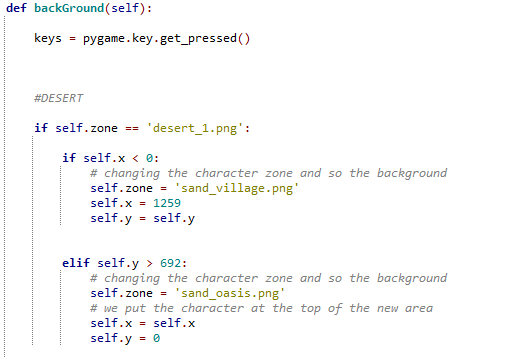 def backGround(self):
keys = pygame.key.get_pressed()
#DESERT
if self.zone == 'desert_1.png':
if self.x < 0:
# changing the character zone and so the background
self.zone = 'sand_village.png'
self.x = 1259
self.y = self.y
elif self.y > 692:
# changing the character zone and so the background
self.zone = 'sand_oasis.png'
# we put the character at the top of the new area
self.x = self.x
self.y = 0